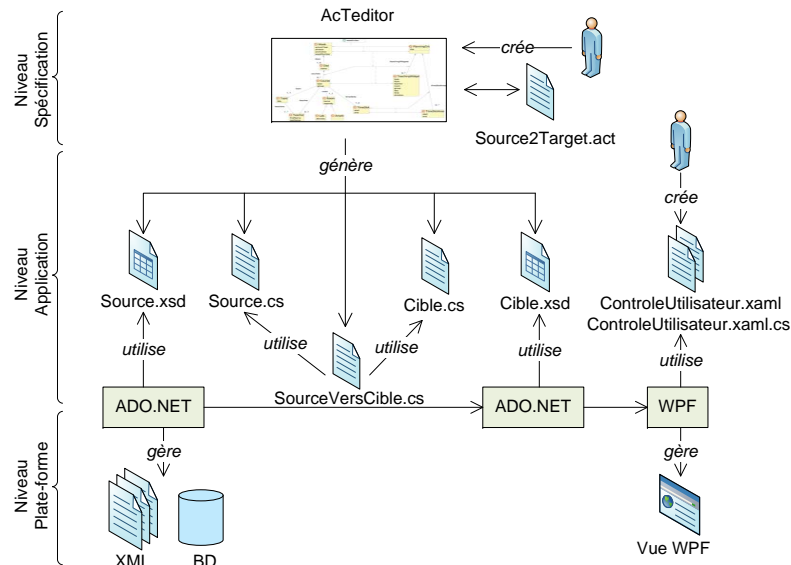 AcTeditor
Niveau
Spécification
crée
Source2Target.act
génère
crée
Niveau
Application
Source.xsd
Source.cs
Cible.cs
Cible.xsd
ControleUtilisateur.xaml
ControleUtilisateur.xaml.cs
utilise
utilise
utilise
utilise
utilise
SourceVersCible.cs
ADO.NET
ADO.NET
WPF
Niveau
Plate-forme
gère
gère
XML
BD
Vue WPF